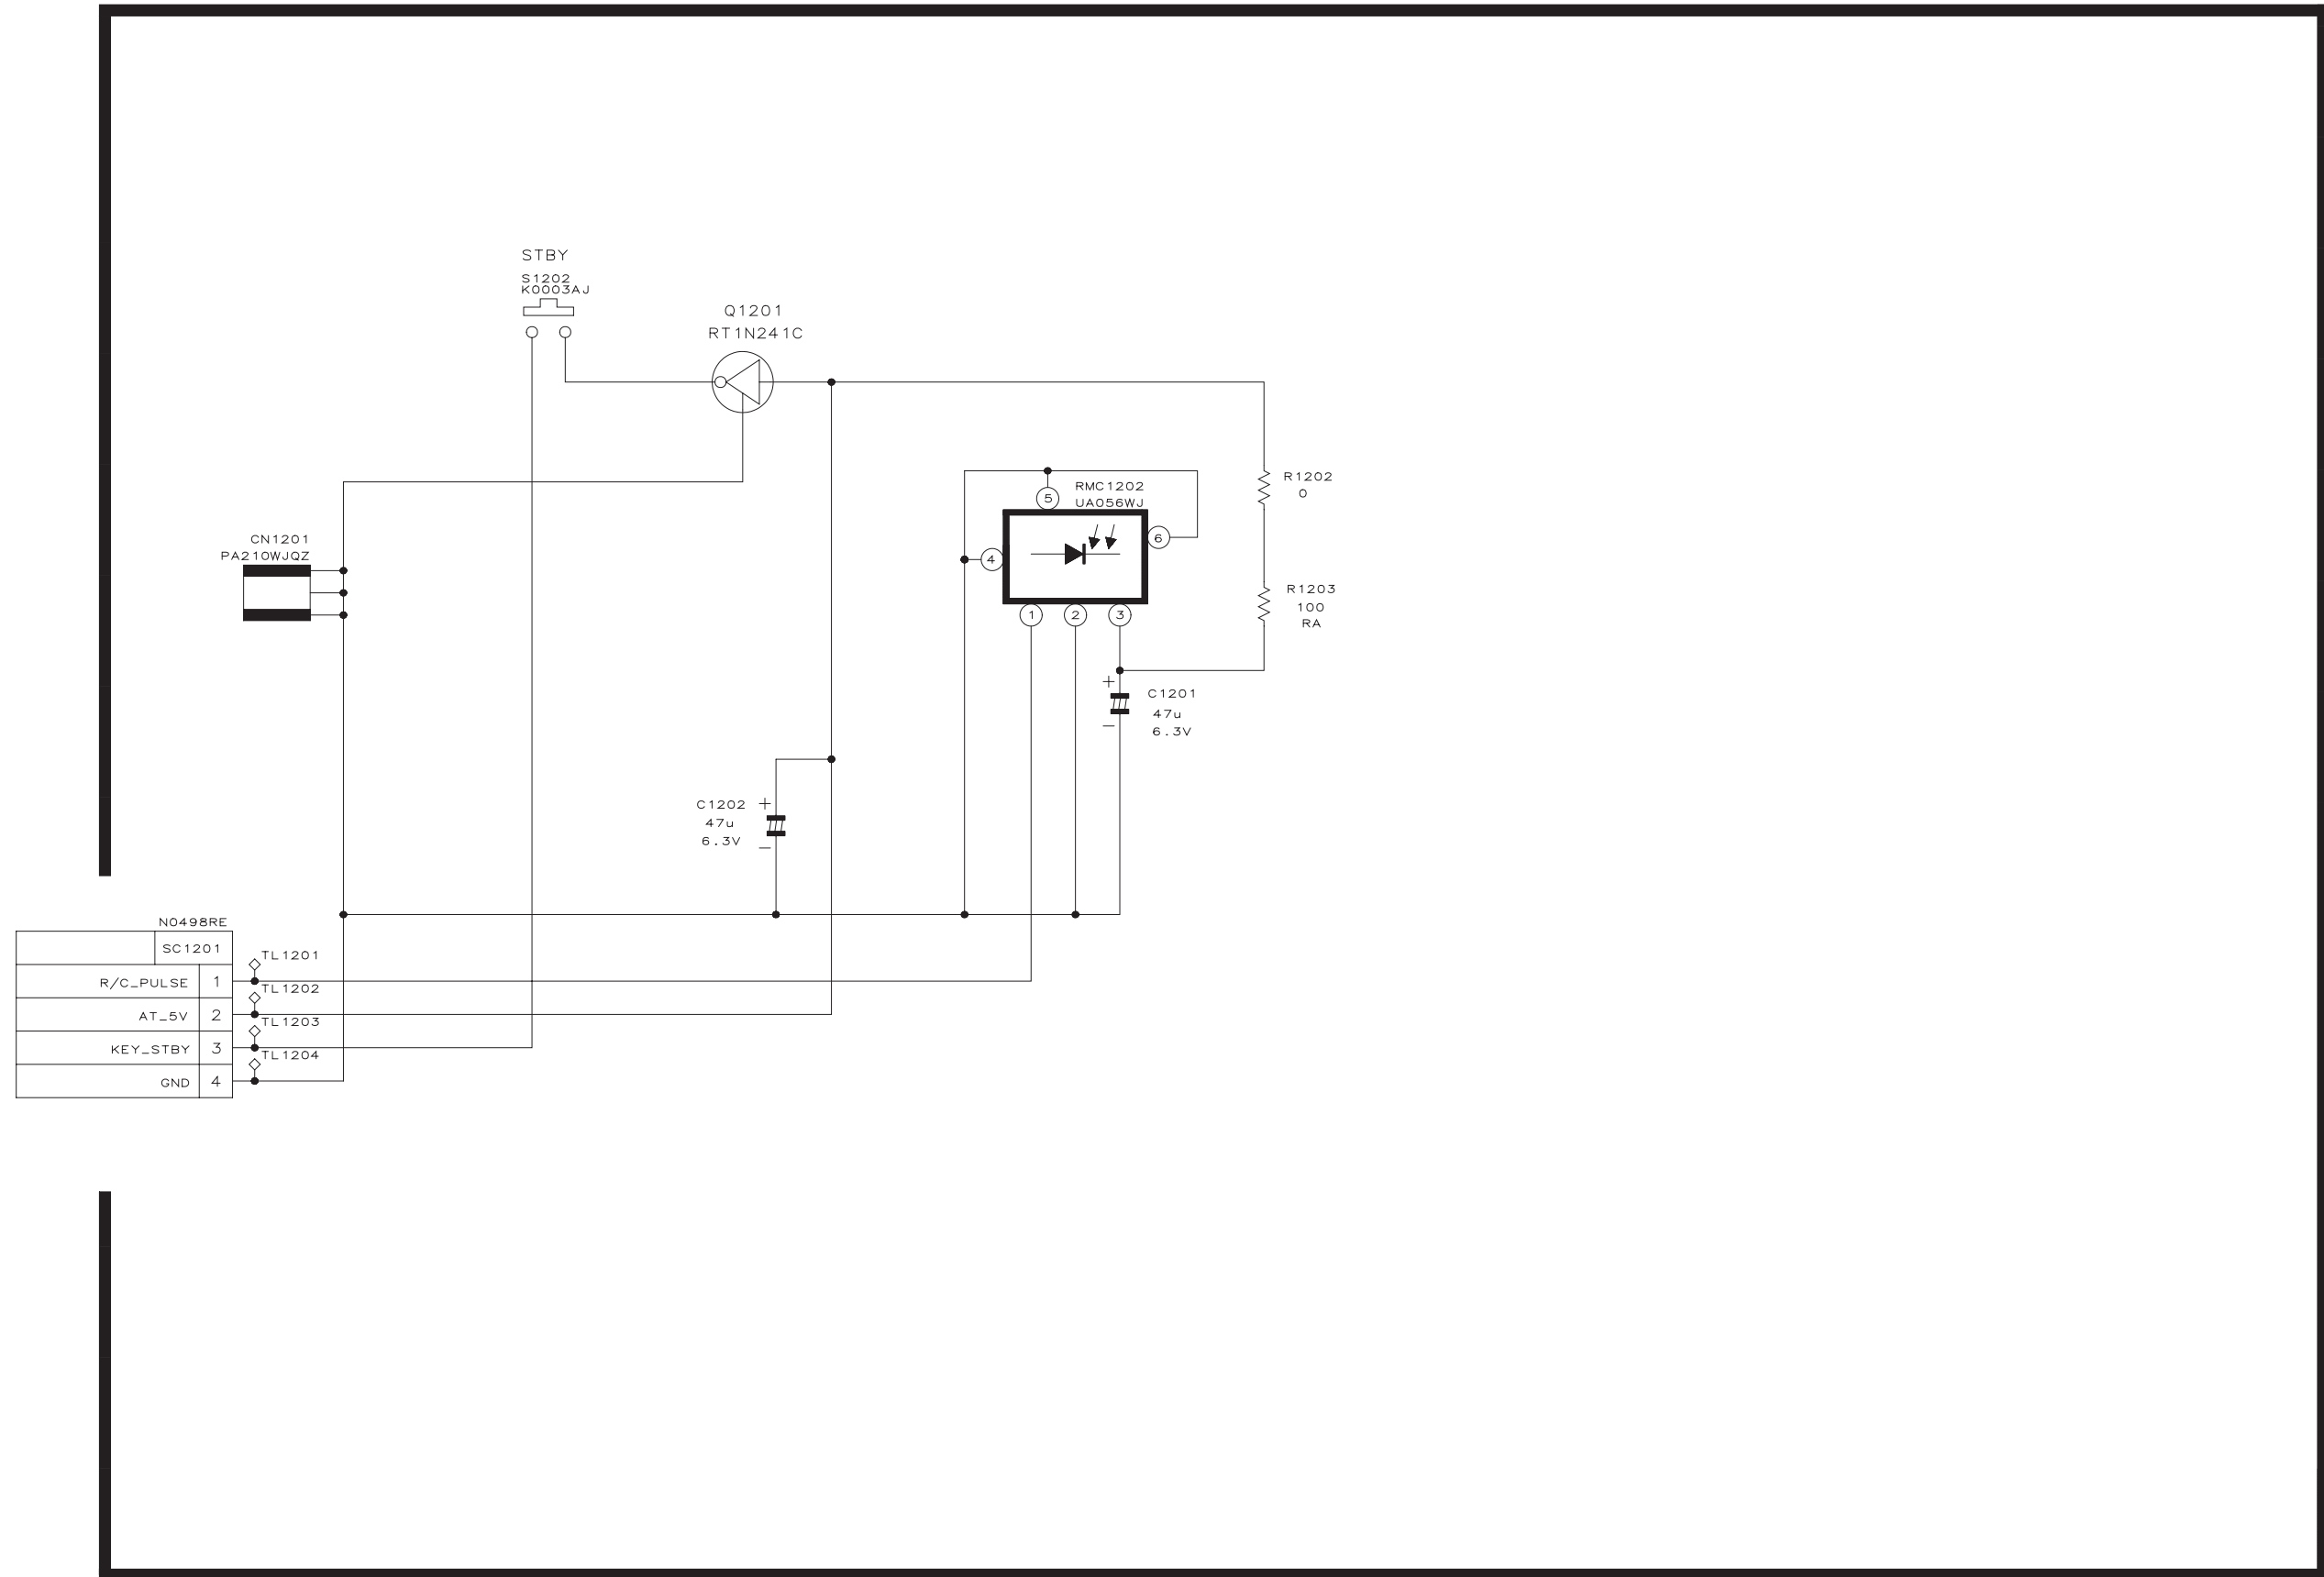 STBY
S1202
K0003AJ
Q1201
RT1N241C
R1202
0
RMC1202
UA056WJ
5
6
4
CN1201
PA210WJQZ
R1203
100
RA
1
2
3
+
C1201
47u
6.3V
−
C1202
+
47u
6.3V
−
N0498RE
SC1201
TL1201
R/C_PULSE 1
TL1202
AT_5V 2
TL1203
KEY_STBY 3
TL1204
GND 4